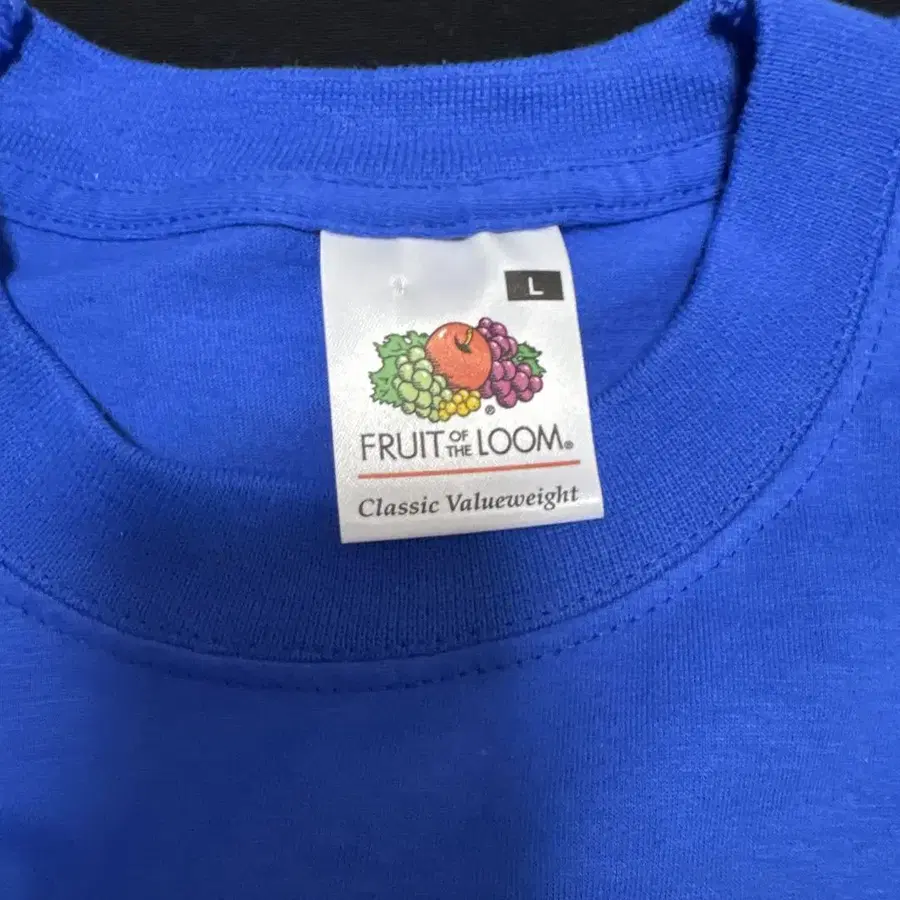 L
®
FRUIT OF THE LOOM®
Classic Valueweight